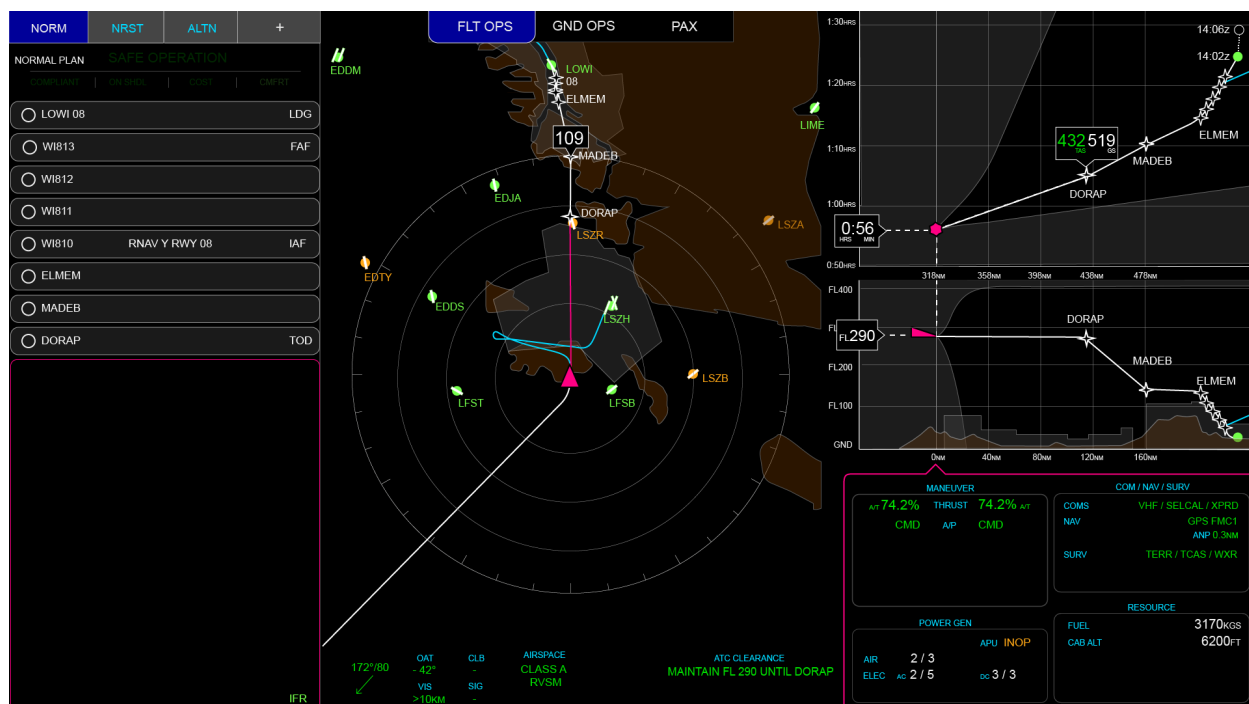 NORM NRST ALTN +
NORMAL PLAN SAFE OPERATION
COMPLIANT ON SHDL COST CMFRT
LOWI 08 LDG
WI813 FAF
WI812
WI811
WI810 RNAV Y RWY 08 IAF
ELMEM
MADEB
DORAP TOD
IFR
FLT OPS GND OPS PAX
EDDM
LOWI
08
ELMEM
LIME
109
MADEB
EDJA
DORAP
LSZR
LSZA
EDTY
EDDS
LSZH
LSZB
LFST
LFSB
172°/80
OAT CLB AIRSPACE ATC CLEARANCE
- 42° - CLASS A MAINTAIN FL 290 UNTIL DORAP
VIS SIG RVSM
>10KM -
1:30HRS
14:06z
14:02z
1:20HRS
ELMEM
432 519
TAS GS
MADEB
1:10HRS
DORAP
1:00HRS
0:56
HRS MIN
0:50HRS
318NM 358NM 398NM 438NM 478NM
FL400
DORAP
FL
FL290
MADEB
FL200
ELMEM
FL100
GND
0NM 40NM 80NM 120NM 160NM
MANEUVER
A/T 74.2% THRUST 74.2% A/T
CMD A/P CMD
COM / NAV / SURV
COMS VHF / SELCAL / XPRD
NAV GPS FMC1
ANP 0.3NM
SURV TERR / TCAS / WXR
POWER GEN
APU INOP
AIR 2 / 3
ELEC AC 2 / 5 DC 3 / 3
RESOURCE
FUEL 3170KGS
CAB ALT 6200FT